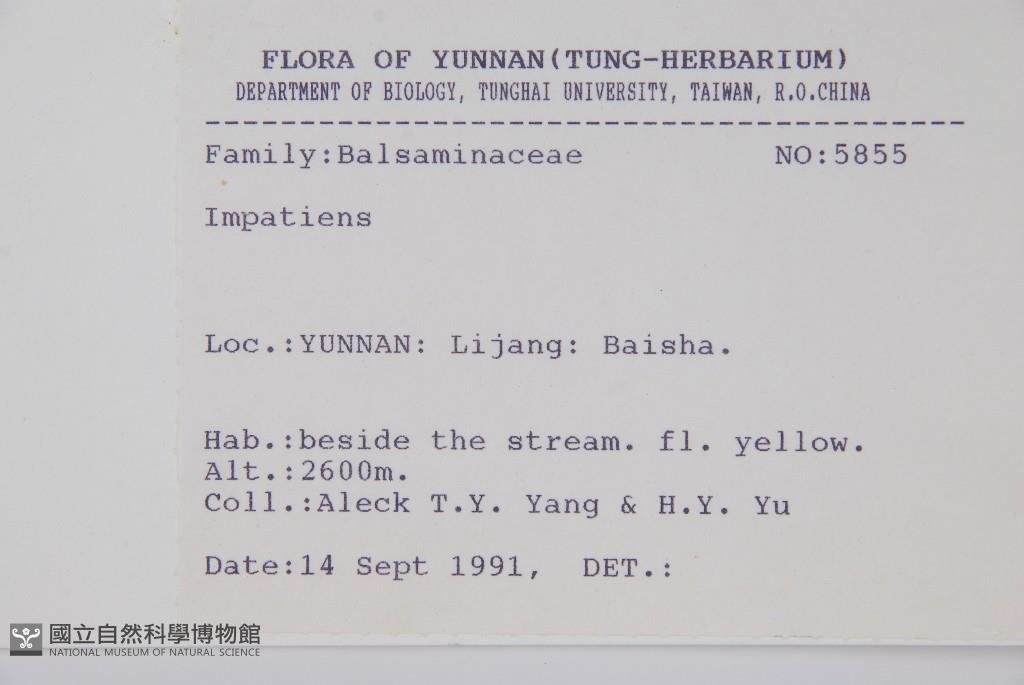 FLORA OF YUNNAN(TUNG-HERBARIUM)
DEPARTMENT OF BIOLOGY, TUNGHAI UNIVERSITY, TAIWAN, R.O.CHINA
----------------------------------------
Family:Balsaminaceae NO:5855
Impatiens
Loc.:YUNNAN: Lijang: Baisha.
Hab.:beside the stream. fl. yellow.
Alt.:2600m.
Coll.:Aleck T.Y. Yang & H.Y. Yu
Date:14 Sept 1991, DET.:
國立自然科學博物館
NATIONAL MUSEUM OF NATURAL SCIENCE